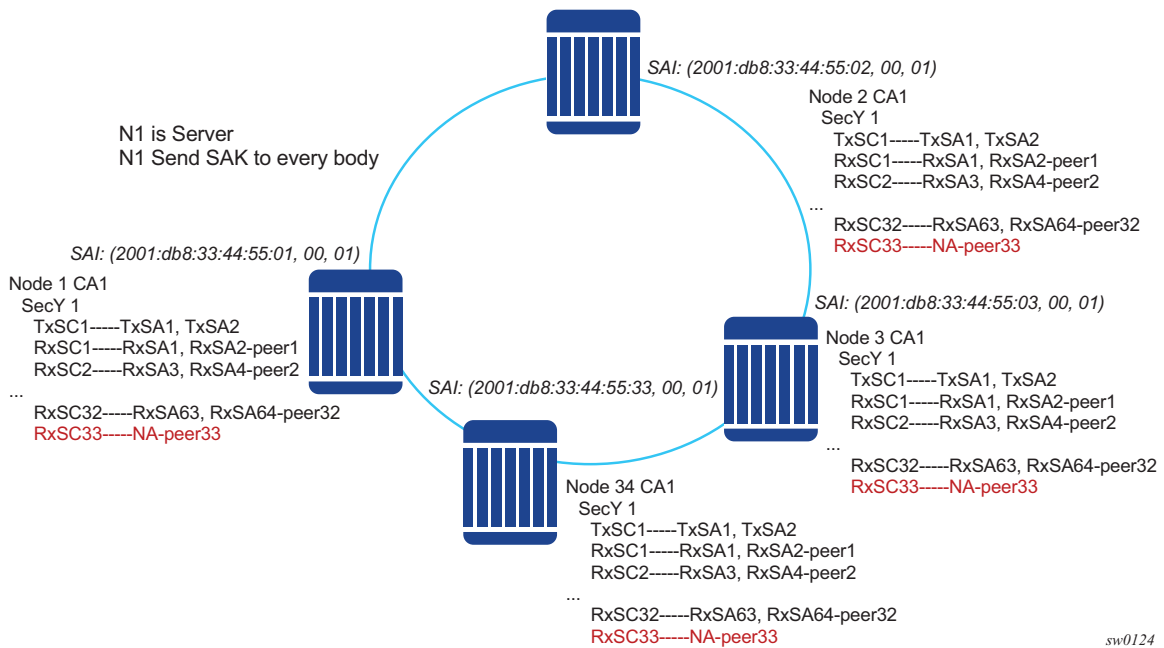 SAI: (2001:db8:33:44:55:02, 00, 01)
Node 2 CA1
SecY 1
TxSC1-----TxSA1, TxSA2
RxSC1-----RxSA1, RxSA2-peer1
RxSC2-----RxSA3, RxSA4-peer2
...
RxSC32-----RxSA63, RxSA64-peer32
RxSC33-----NA-peer33
N1 is Server
N1 Send SAK to every body
SAI: (2001:db8:33:44:55:01, 00, 01)
Node 1 CA1
SecY 1
TxSC1-----TxSA1, TxSA2
RxSC1-----RxSA1, RxSA2-peer1
RxSC2-----RxSA3, RxSA4-peer2
...
RxSC32-----RxSA63, RxSA64-peer32
RxSC33-----NA-peer33
SAI: (2001:db8:33:44:55:03, 00, 01)
Node 3 CA1
SecY 1
TxSC1-----TxSA1, TxSA2
RxSC1-----RxSA1, RxSA2-peer1
RxSC2-----RxSA3, RxSA4-peer2
...
RxSC32-----RxSA63, RxSA64-peer32
RxSC33-----NA-peer33
SAI: (2001:db8:33:44:55:33, 00, 01)
Node 34 CA1
SecY 1
TxSC1-----TxSA1, TxSA2
RxSC1-----RxSA1, RxSA2-peer1
RxSC2-----RxSA3, RxSA4-peer2
...
RxSC32-----RxSA63, RxSA64-peer32
RxSC33-----NA-peer33
sw0124